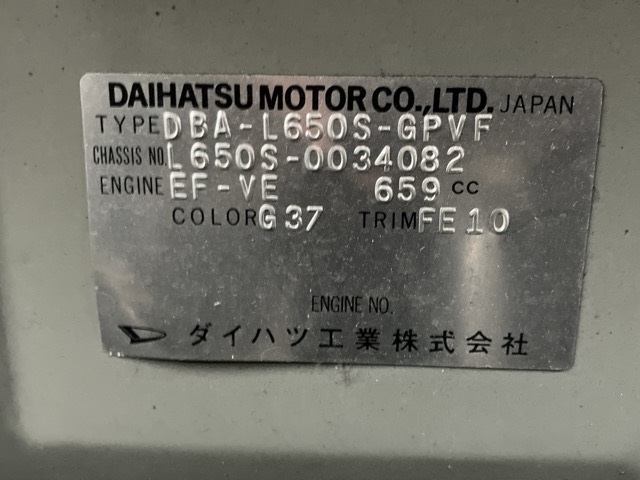 DAIHATSU MOTOR CO.,LTD. JAPAN
TYPE DBA-L650S-GPVF
CHASSIS NO. L650S-0034082
ENGINE EF-VE 659 CC
COLOR G37 TRIM FE10
ENGINE NO.
ダイハツ工業株式会社